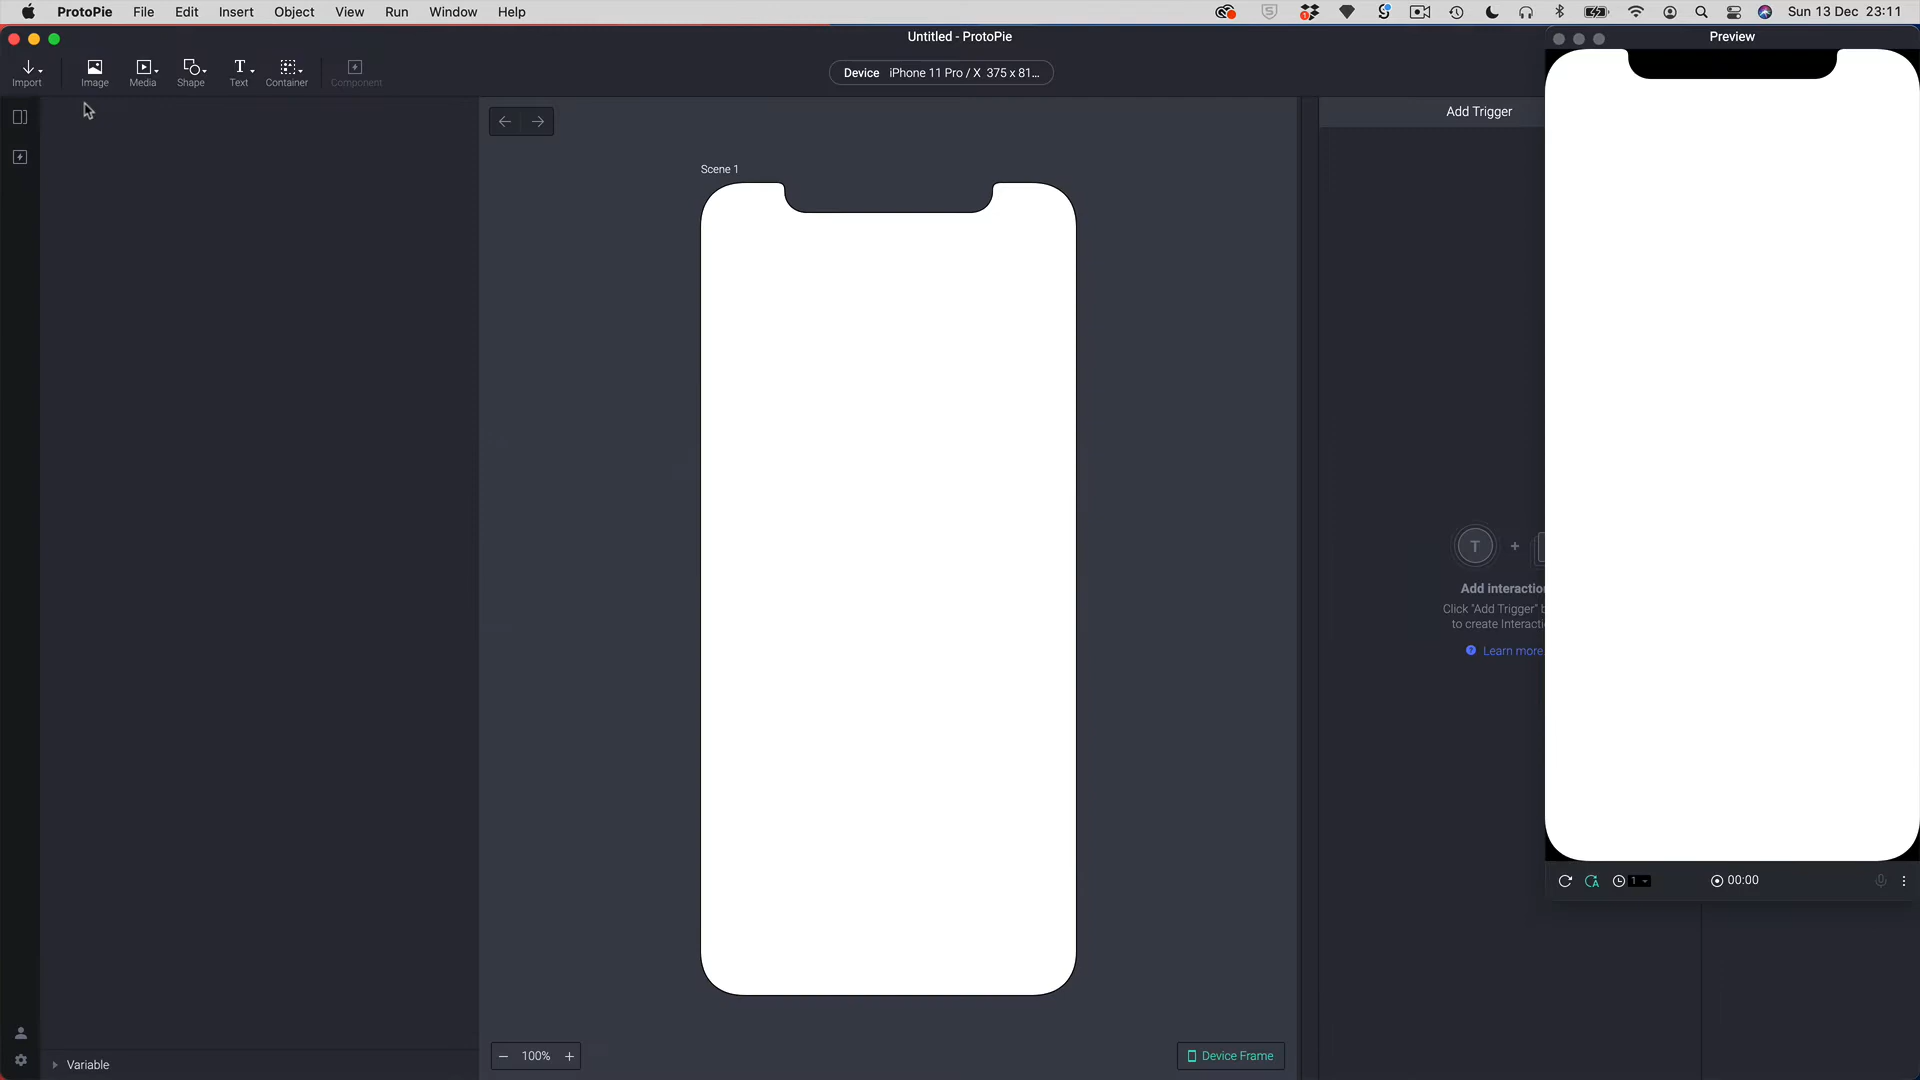 ProtoPie File Edit Insert Object View Run Window Help
Sun 13 Dec 23:11
Untitled - ProtoPie
Preview
Import Image Media Shape Text Container Component
Device iPhone 11 Pro / X 375 x 81...
Add Trigger
Scene 1
T +
Add interactio
Click "Add Trigger" b
to create Interacti
? Learn more
1
00:00
100%
Device Frame
Variable